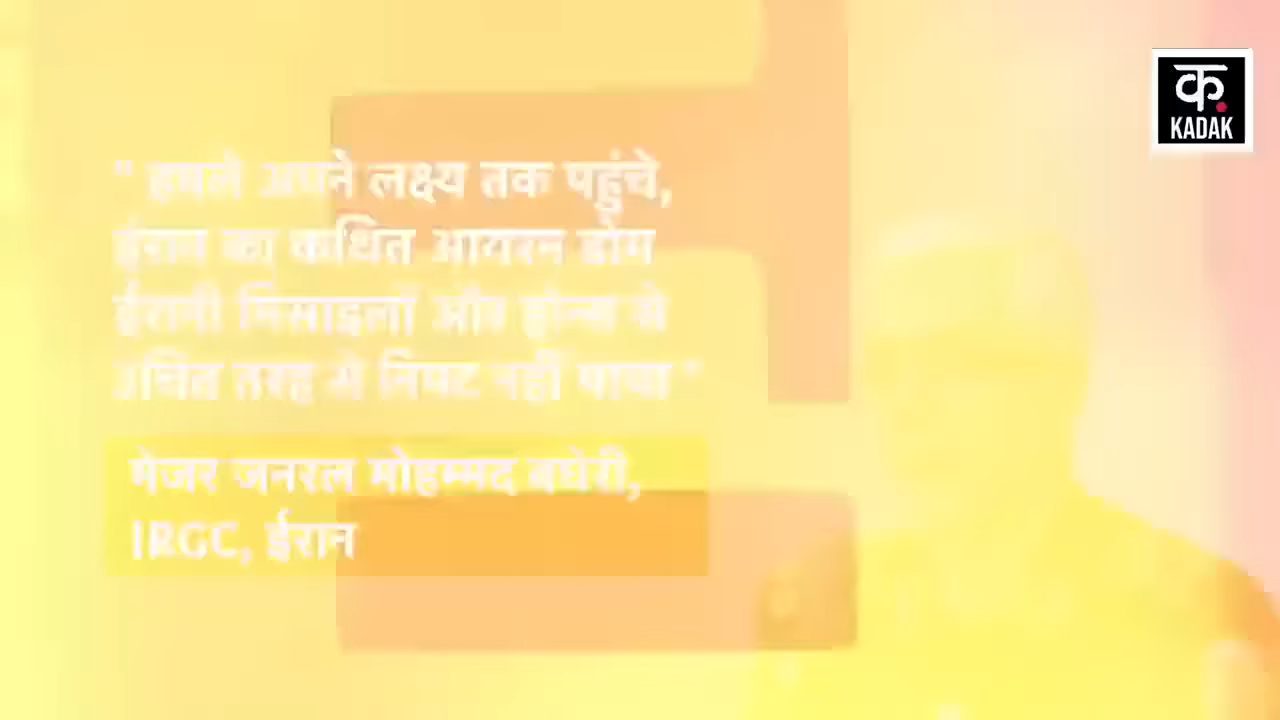 " हमले अपने लक्ष्य तक पहुंचे,
ईरान का कथित आयरन डोम
ईरानी मिसाइलों और ड्रोन्स से
उचित तरह से निपट नहीं पाया "
मेजर जनरल मोहम्मद बघेरी,
IRGC, ईरान
क.
KADAK